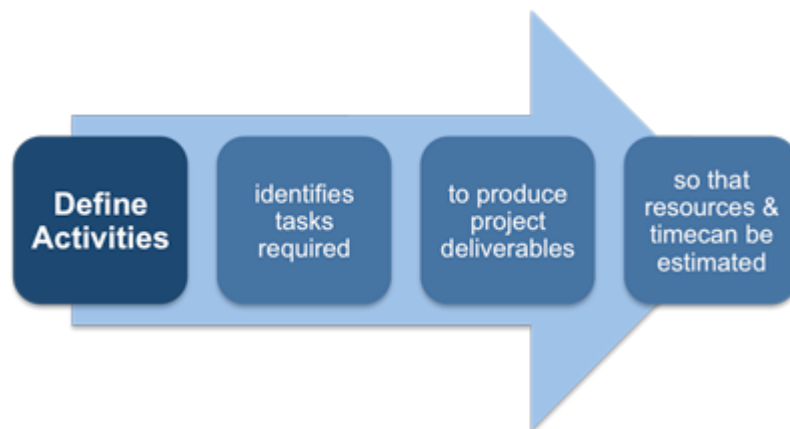 Define
Activities
identifies
tasks
required
to produce
project
deliverables
so that
resources &
timecan be
estimated